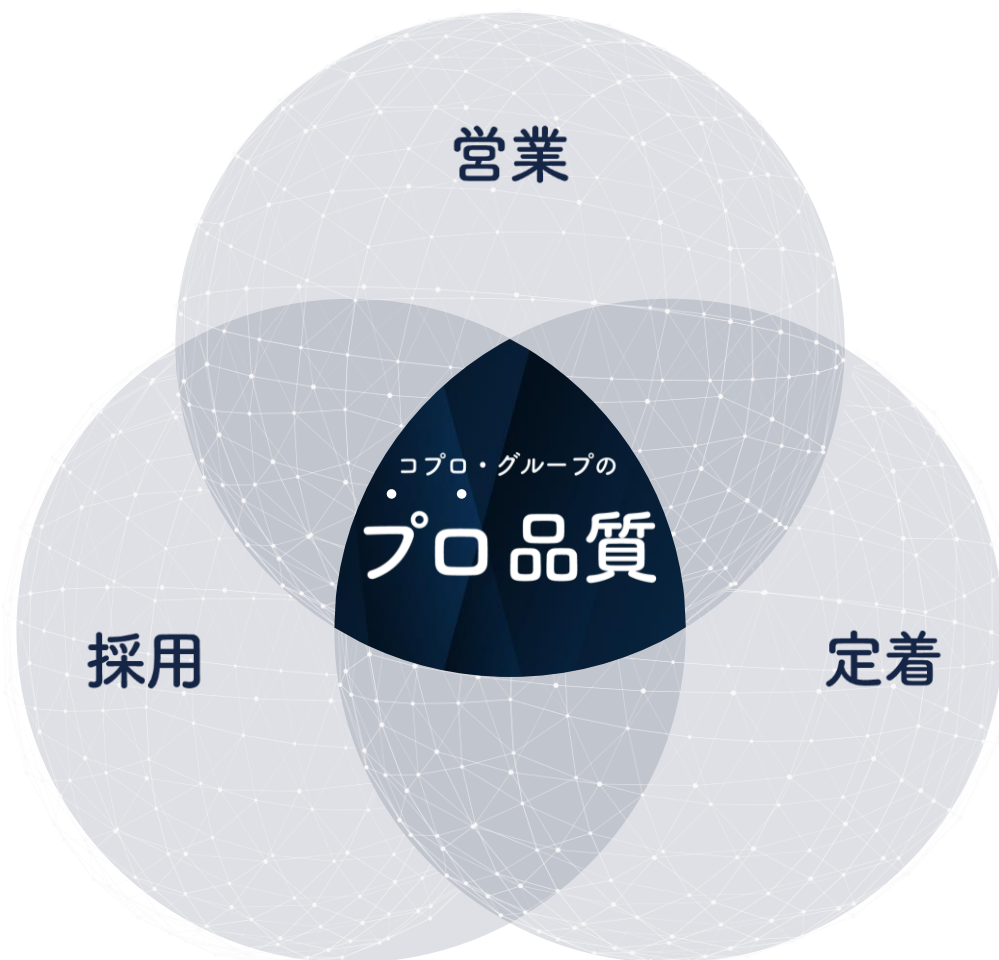 営業
コプロ・グループの
プロ品質
採用
定着